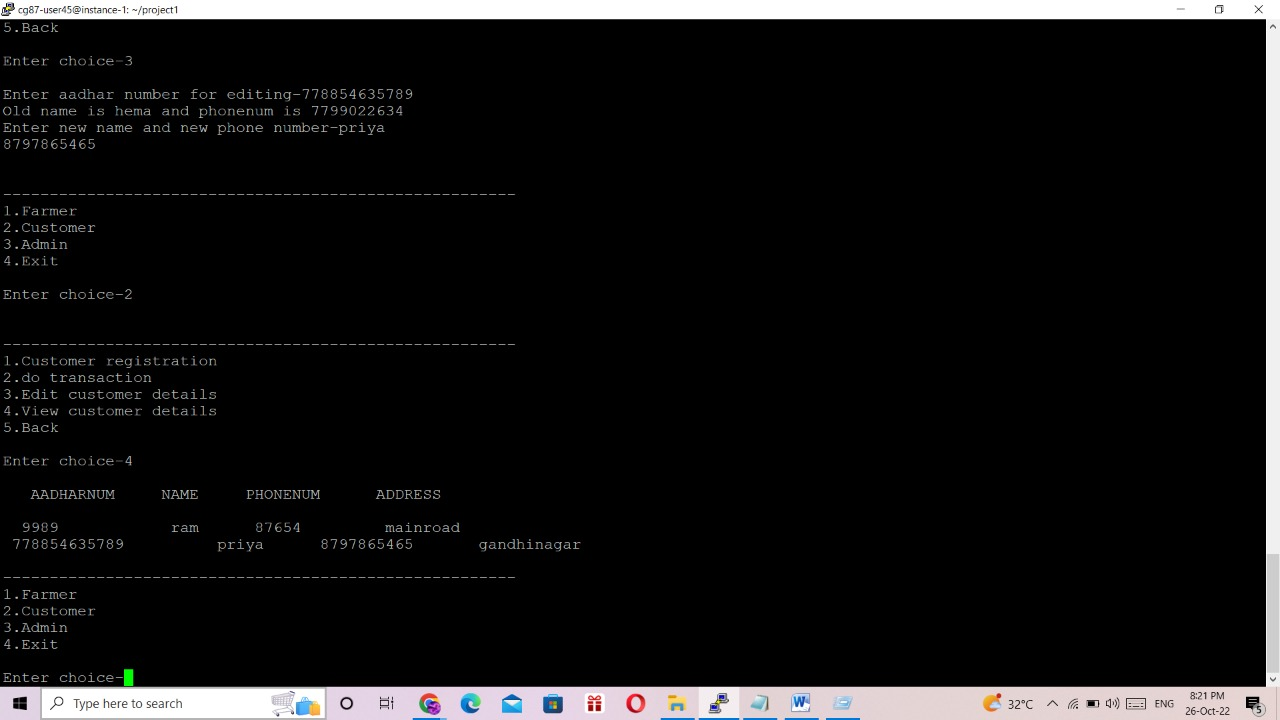 cg87-user45@instance-1: ~/project1
5.Back
Enter choice-3
Enter aadhar number for editing-778854635789
Old name is hema and phonenum is 7799022634
Enter new name and new phone number-priya
8797865465
-------------------------------------------------------
1.Farmer
2.Customer
3.Admin
4.Exit
Enter choice-2
-------------------------------------------------------
1.Customer registration
2.do transaction
3.Edit customer details
4.View customer details
5.Back
Enter choice-4
AADHARNUM NAME PHONENUM ADDRESS
9989 ram 87654 mainroad
778854635789 priya 8797865465 gandhinagar
-------------------------------------------------------
1.Farmer
2.Customer
3.Admin
4.Exit
Enter choice-
Type here to search
32°C
ENG
8:21 PM
26-Oct-22
5